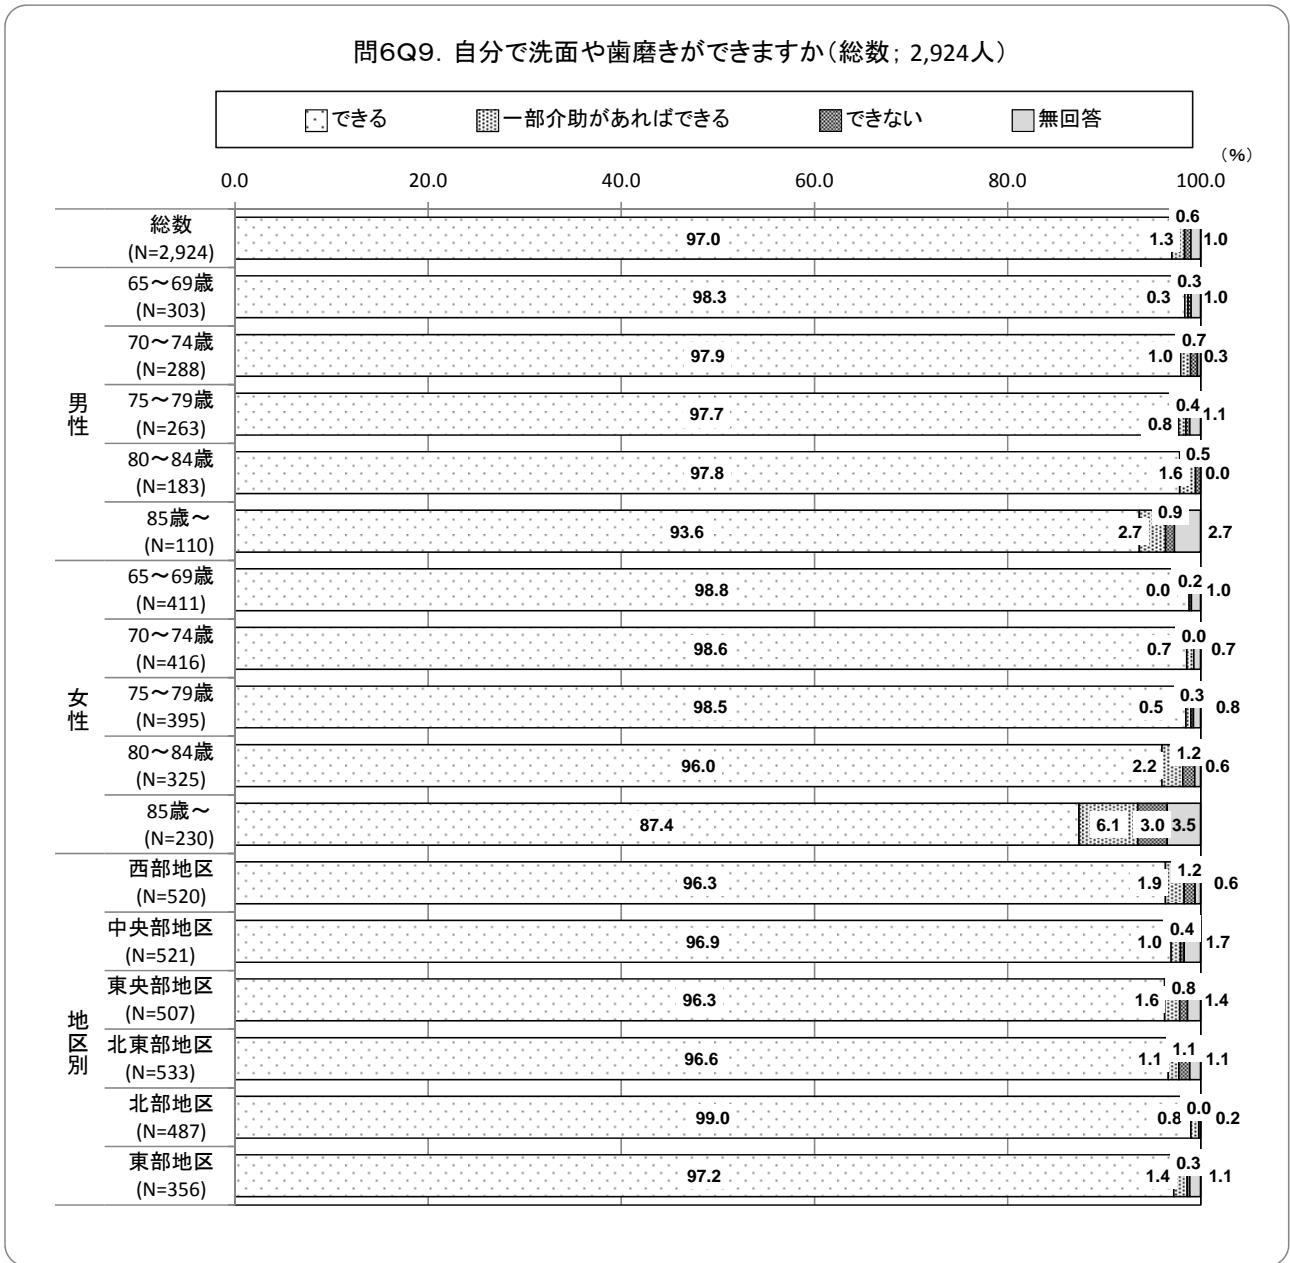 問6Q9．自分で洗面や歯磨きができますか（総数；2,924人）
できる 一部介助があればできる できない 無回答
（%）
0.0 20.0 40.0 60.0 80.0 100.0
総数
(N=2,924)
97.0 1.3 0.6 1.0
男性
65～69歳
(N=303)
98.3 0.3 0.3 1.0
70～74歳
(N=288)
97.9 1.0 0.7 0.3
75～79歳
(N=263)
97.7 0.8 0.4 1.1
80～84歳
(N=183)
97.8 1.6 0.5 0.0
85歳～
(N=110)
93.6 2.7 0.9 2.7
女性
65～69歳
(N=411)
98.8 0.0 0.2 1.0
70～74歳
(N=416)
98.6 0.7 0.0 0.7
75～79歳
(N=395)
98.5 0.5 0.3 0.8
80～84歳
(N=325)
96.0 2.2 1.2 0.6
85歳～
(N=230)
87.4 6.1 3.0 3.5
地区別
西部地区
(N=520)
96.3 1.9 1.2 0.6
中央部地区
(N=521)
96.9 1.0 0.4 1.7
東央部地区
(N=507)
96.3 1.6 0.8 1.4
北東部地区
(N=533)
96.6 1.1 1.1 1.1
北部地区
(N=487)
99.0 0.8 0.0 0.2
東部地区
(N=356)
97.2 1.4 0.3 1.1